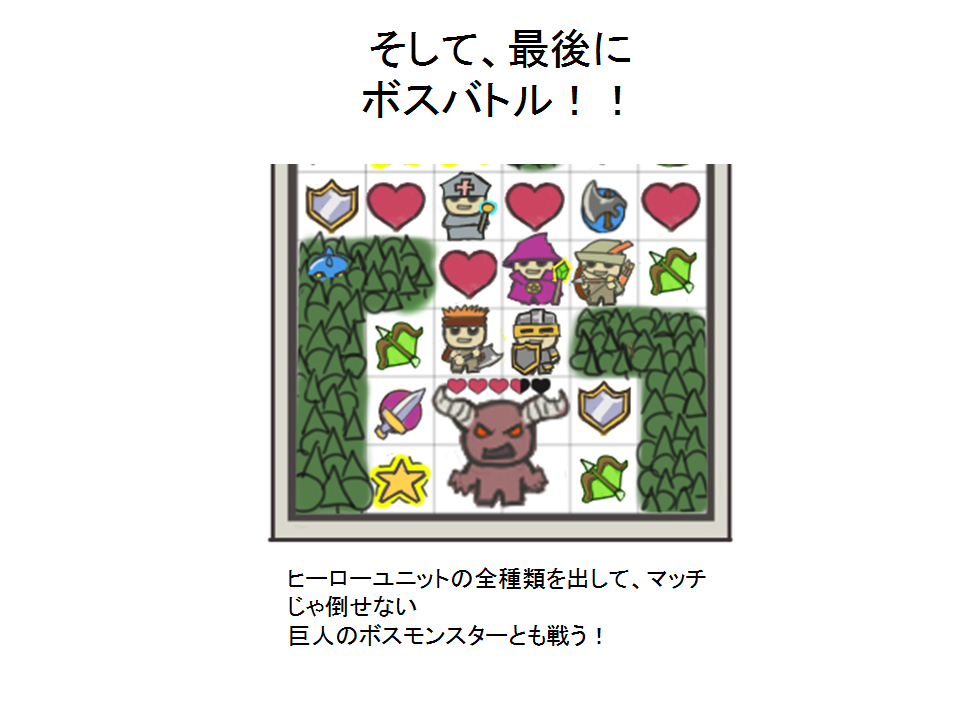 そして、最後に
ボスバトル！！
ヒーローユニットの全種類を出して、マッチ
じゃ倒せない
巨人のボスモンスターとも戦う！